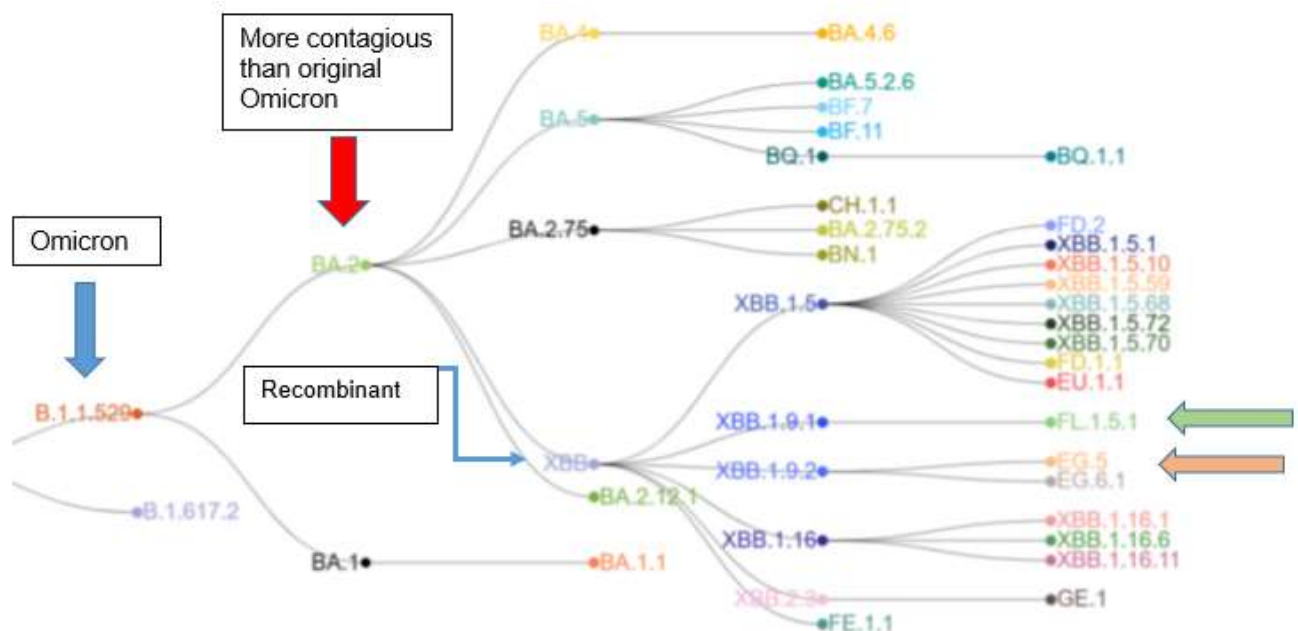 More contagious
than original
Omicron
Omicron
Recombinant
B.1.1.529
B.1.617.2
BA.2
BA.1
BA.4
BA.5
BA.2.75
XBB
BA.2.12.1
BA.1.1
BA.4.6
BA.5.2.6
BF.7
BF.11
BQ.1
CH.1.1
BA.2.75.2
BN.1
XBB.1.5
XBB.1.9.1
XBB.1.9.2
XBB.1.16
XBB.2.3
FE.1.1
BQ.1.1
FD.2
XBB.1.5.1
XBB.1.5.10
XBB.1.5.59
XBB.1.5.68
XBB.1.5.72
XBB.1.5.70
FD.1.1
EU.1.1
FL.1.5.1
EG.5
EG.6.1
XBB.1.16.1
XBB.1.16.6
XBB.1.16.11
GE.1